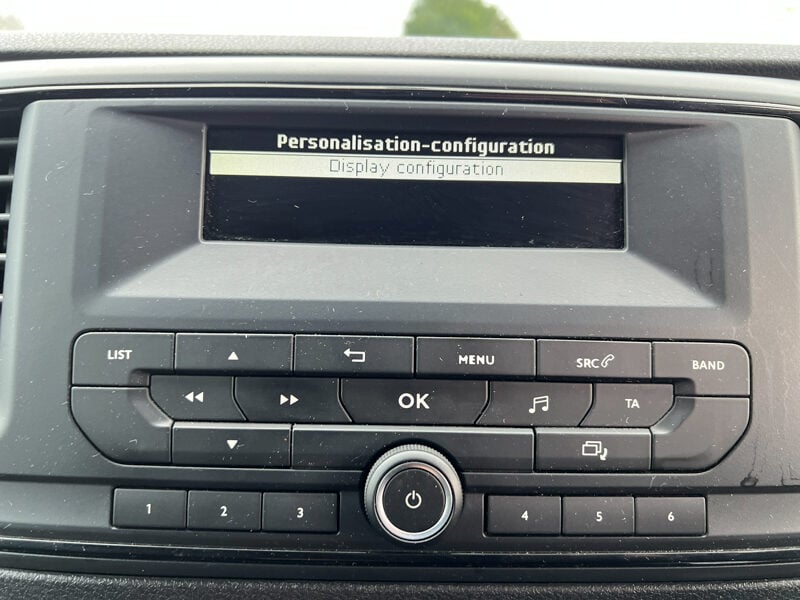 Personalisation-configuration
Display configuration
LIST
MENU
SRC
BAND
OK
TA
1
2
3
4
5
6